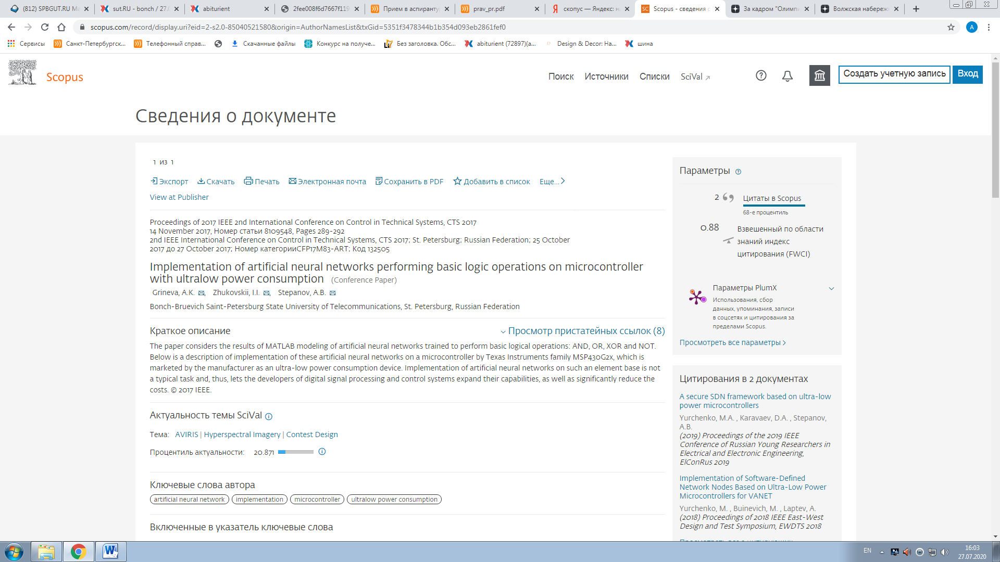 (812) SPBGUT.RU Ma
sut.RU - bonch / 27.0
abiturient
2fee008f6d7667f119
Прием в аспирантур
prav_pr.pdf
скопус — Яндекс: на
Scopus - сведения о
За кадром "Олимпи
Волжская набереж
scopus.com/record/display.uri?eid=2-s2.0-85040521580&origin=AuthorNamesList&txGid=5351f3478344b1b354d093eb2861fef0
A
Сервисы
Санкт-Петербургск...
Телефонный справ...
Скачанные файлы
Конкурс на получе...
Без заголовка. Обс...
abiturient (72897)(a...
Design & Decor: На...
шина
Scopus
Поиск
Источники
Списки
SciVal
Создать учетную запись
Вход
Сведения о документе
1 из 1
Экспорт
Скачать
Печать
Электронная почта
Сохранить в PDF
Добавить в список
Еще...
View at Publisher
Proceedings of 2017 IEEE 2nd International Conference on Control in Technical Systems, CTS 2017
14 November 2017, Номер статьи 8109548, Pages 289-292
2nd IEEE International Conference on Control in Technical Systems, CTS 2017; St. Petersburg; Russian Federation; 25 October
2017 до 27 October 2017; Номер категорииCFP17M83-ART; Код 132505
Implementation of artificial neural networks performing basic logic operations on microcontroller
with ultralow power consumption (Conference Paper)
Grineva, A.K. , Zhukovskii, I.I. , Stepanov, A.B.
Bonch-Bruevich Saint-Petersburg State University of Telecommunications, St. Petersburg, Russian Federation
Краткое описание
Просмотр пристатейных ссылок (8)
The paper considers the results of MATLAB modeling of artificial neural networks trained to perform basic logical operations: AND, OR, XOR and NOT.
Below is a description of implementation of these artificial neural networks on a microcontroller by Texas Instruments family MSP430G2x, which is
marketed by the manufacturer as an ultra-low power consumption device. Implementation of artificial neural networks on such an element base is not
a typical task and, thus, lets the developers of digital signal processing and control systems expand their capabilities, as well as significantly reduce the
costs. © 2017 IEEE.
Актуальность темы SciVal
Тема: AVIRIS | Hyperspectral Imagery | Contest Design
Процентиль актуальности: 20.871
Ключевые слова автора
artificial neural network
implementation
microcontroller
ultralow power consumption
Включенные в указатель ключевые слова
Параметры
2 Цитаты в Scopus
68-е процентиль
0.88 Взвешенный по области
знаний индекс
цитирования (FWCI)
Параметры PlumX
Использования, сбор
данных, упоминания, записи
в соцсетях и цитирования за
пределами Scopus.
Просмотреть все параметры
Цитирования в 2 документах
A secure SDN framework based on ultra-low
power microcontrollers
Yurchenko, M.A. , Karavaev, D.A. , Stepanov,
A.B.
(2019) Proceedings of the 2019 IEEE
Conference of Russian Young Researchers in
Electrical and Electronic Engineering,
ElConRus 2019
Implementation of Software-Defined
Network Nodes Based on Ultra-Low Power
Microcontrollers for VANET
Yurchenko, M. , Buinevich, M. , Laptev, A.
(2018) Proceedings of 2018 IEEE East-West
Design and Test Symposium, EWDTS 2018
EN
16:03
27.07.2020